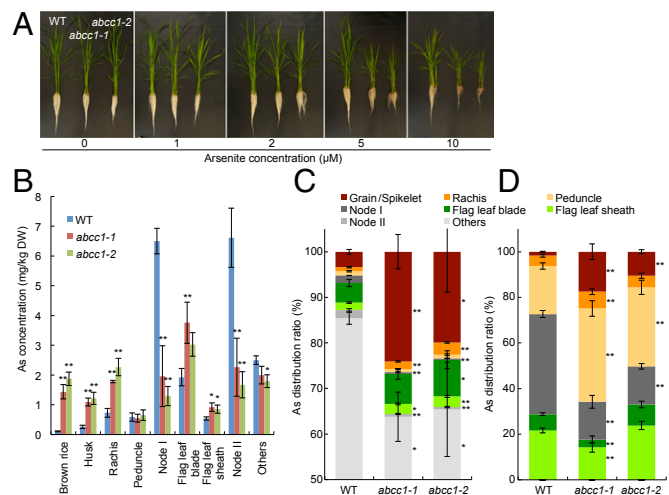 A
WT
abcc1-2
abcc1-1
0 1 2 5 10
Arsenite concentration (µM)
B
As concentration (mg/kg DW)
8
7
6
5
4
3
2
1
0
WT
abcc1-1
abcc1-2
** ** ** ** ** ** ** ** ** ** * * ** ** *
Brown rice
Husk
Rachis
Peduncle
Node I
Flag leaf blade
Flag leaf sheath
Node II
Others
C
Grain/Spikelet
Node I
Node II
Rachis
Flag leaf blade
Others
As distribution ratio (%)
100
90
80
70
60
50
**
**
**
*
*
**
*
*
**
**
*
**
**
*
WT abcc1-1 abcc1-2
D
Peduncle
Flag leaf sheath
As distribution ratio (%)
100
80
60
40
20
0
**
**
**
**
**
**
**
**
WT abcc1-1 abcc1-2